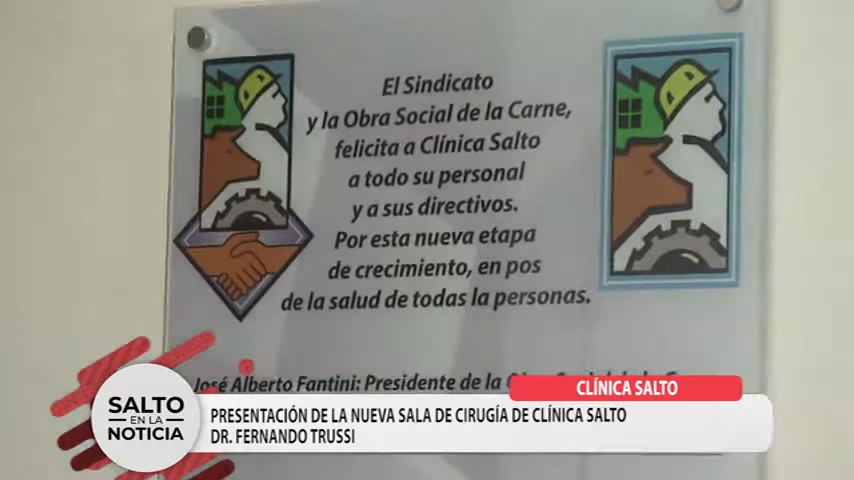 El Sindicato
y la Obra Social de la Carne,
felicita a Clínica Salto
a todo su personal
y a sus directivos.
Por esta nueva etapa
de crecimiento, en pos
de la salud de todas la personas.
José Alberto Fantini: Presidente de la
CLÍNICA SALTO
SALTO
EN LA
NOTICIA
PRESENTACIÓN DE LA NUEVA SALA DE CIRUGÍA DE CLÍNICA SALTO
DR. FERNANDO TRUSSI